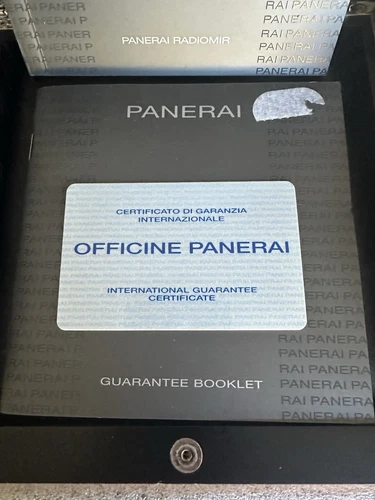 PANERAI RADIOMIR
PANERAI
CERTIFICATO DI GARANZIA
INTERNAZIONALE
OFFICINE PANERAI
INTERNATIONAL GUARANTEE
CERTIFICATE
GUARANTEE BOOKLET